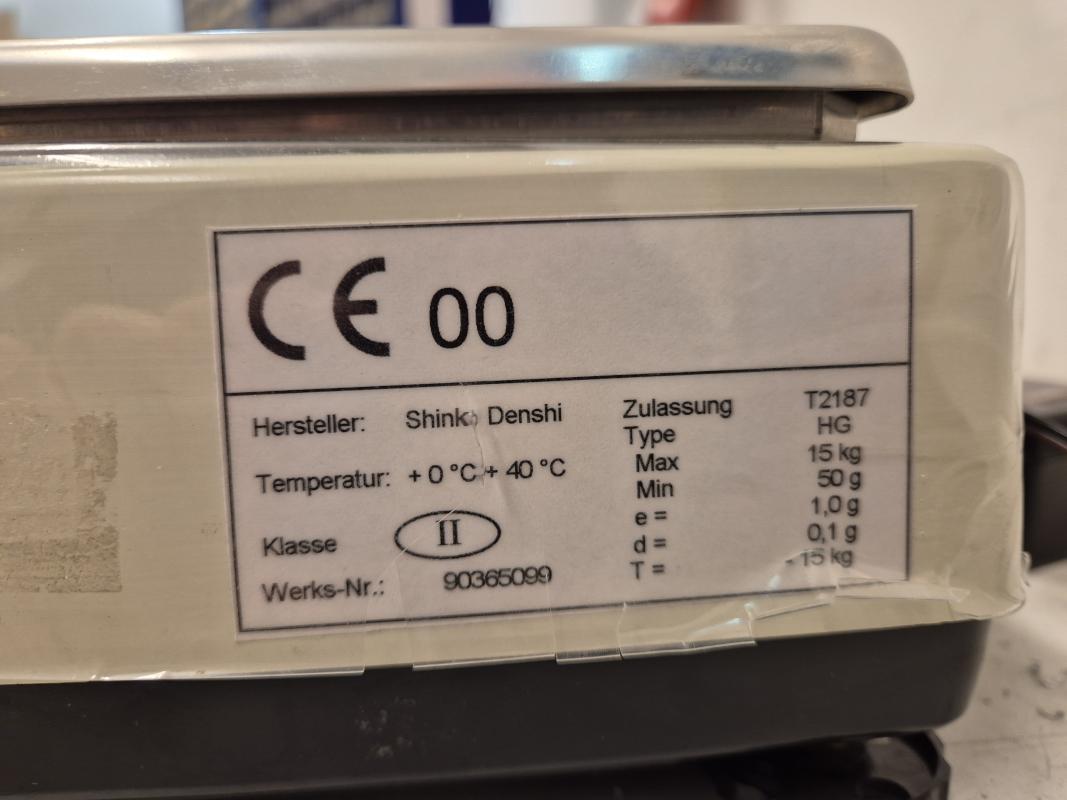 CE 00
Hersteller: Shinko Denshi
Temperatur: + 0 °C + 40 °C
Klasse II
Werks-Nr.: 90365099
Zulassung T2187
Type HG
Max 15 kg
Min 50 g
e = 1,0 g
d = 0,1 g
T = - 15 kg